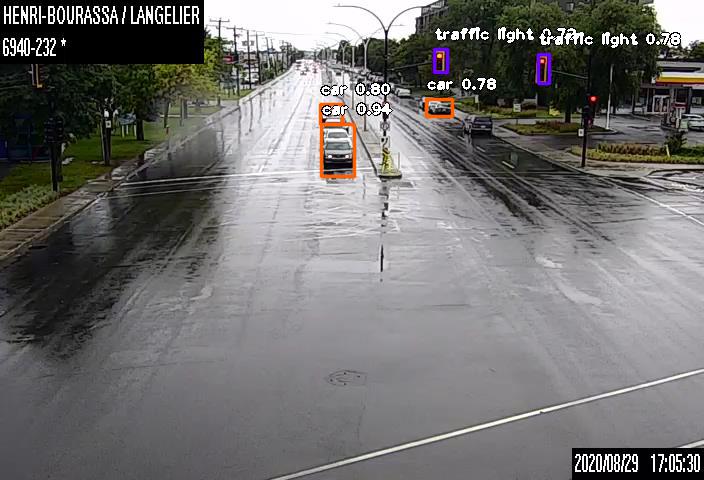 HENRI-BOURASSA / LANGELIER
6940-232 *
traffic light 0.72
traffic light 0.78
car 0.80
car 0.78
car 0.94
2020/08/29 17:05:30